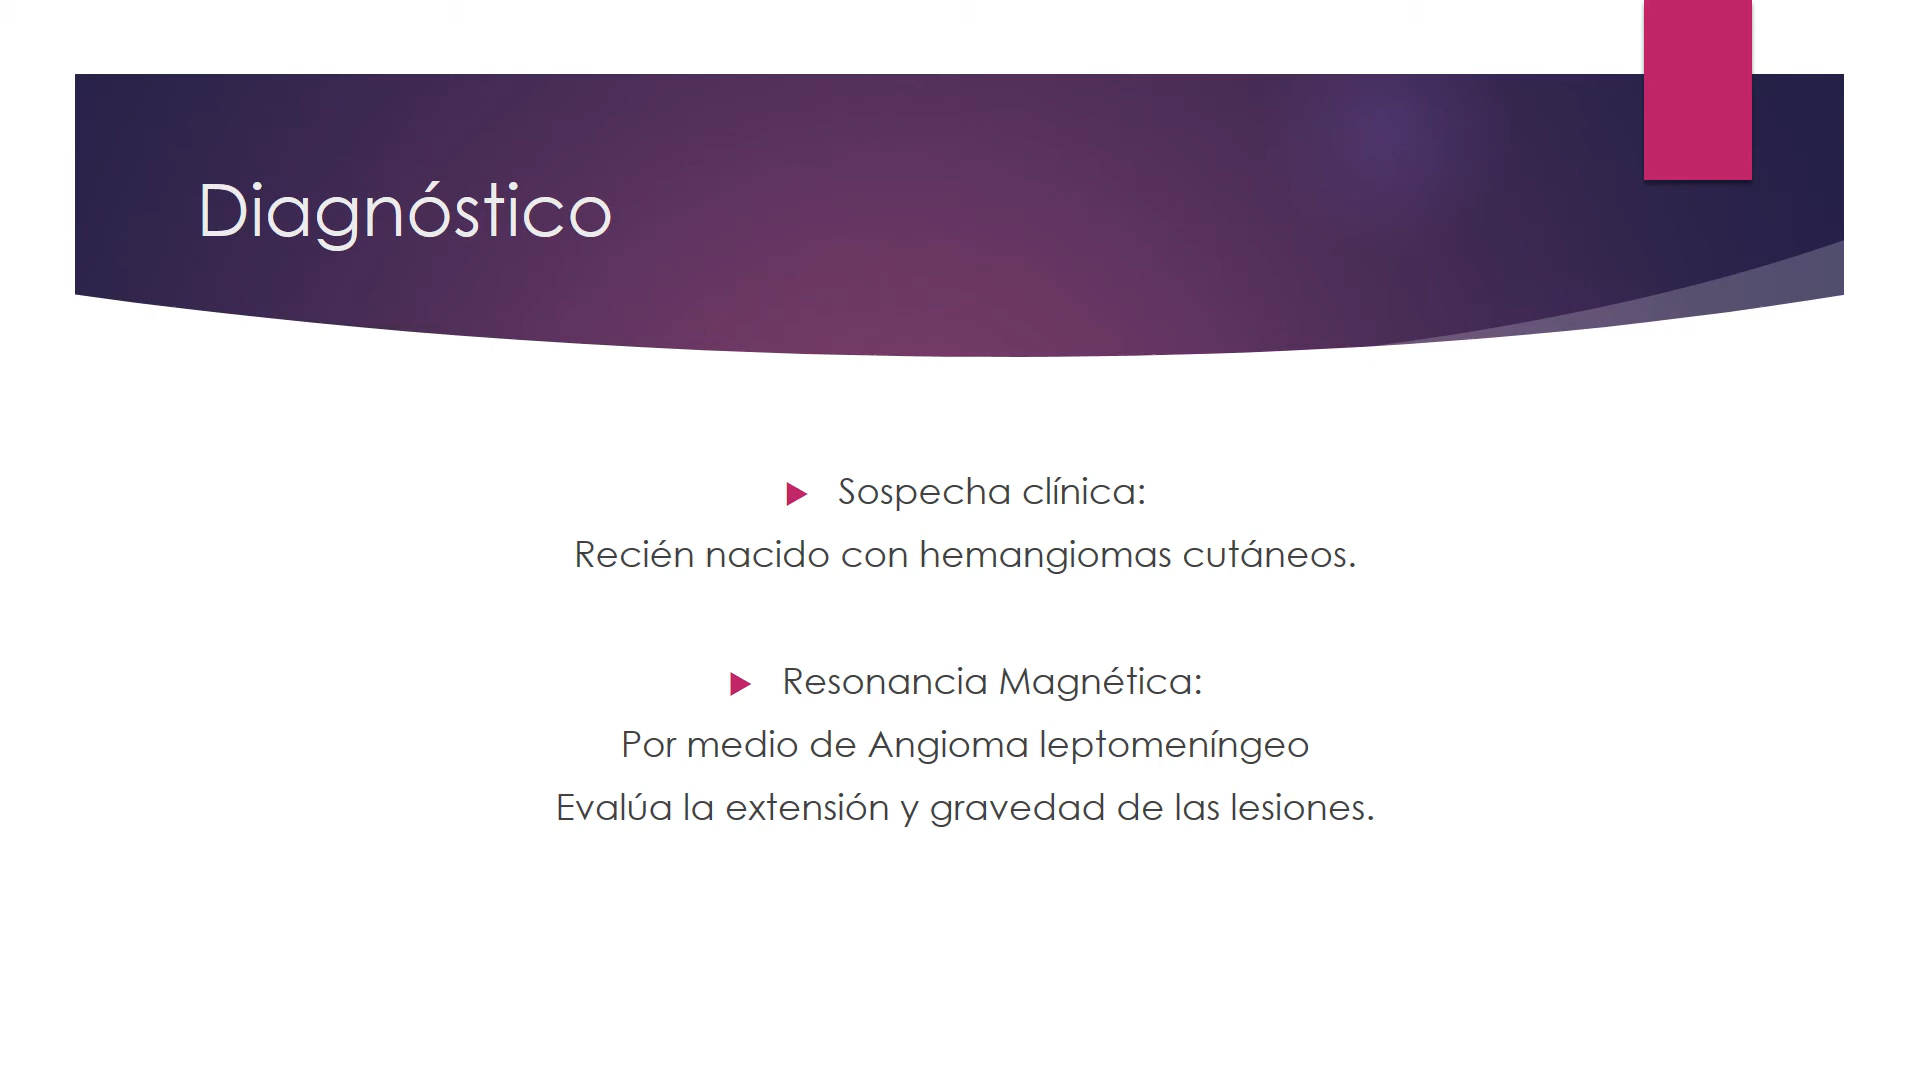 Diagnóstico
Sospecha clínica:
Recién nacido con hemangiomas cutáneos.
Resonancia Magnética:
Por medio de Angioma leptomeníngeo
Evalúa la extensión y gravedad de las lesiones.